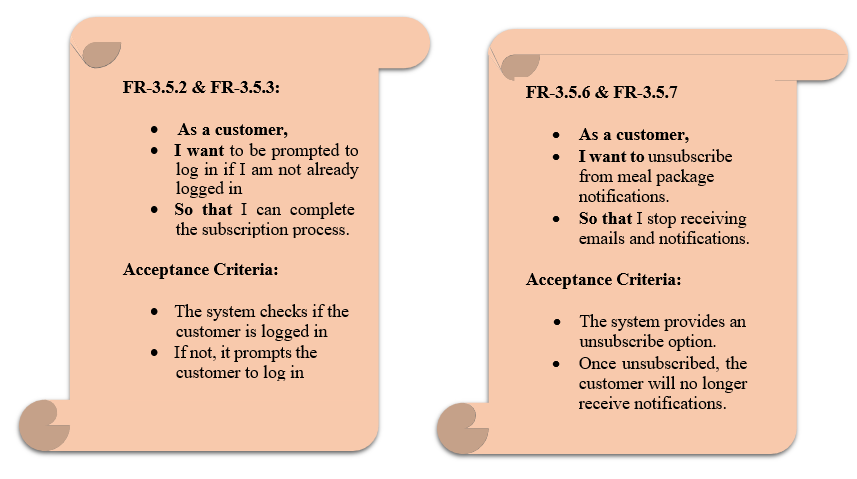 FR-3.5.2 & FR-3.5.3:
• As a customer,
• I want to be prompted to
log in if I am not already
logged in
• So that I can complete
the subscription process.
Acceptance Criteria:
• The system checks if the
customer is logged in
• If not, it prompts the
customer to log in
FR-3.5.6 & FR-3.5.7
• As a customer,
• I want to unsubscribe
from meal package
notifications.
• So that I stop receiving
emails and notifications.
Acceptance Criteria:
• The system provides an
unsubscribe option.
• Once unsubscribed, the
customer will no longer
receive notifications.